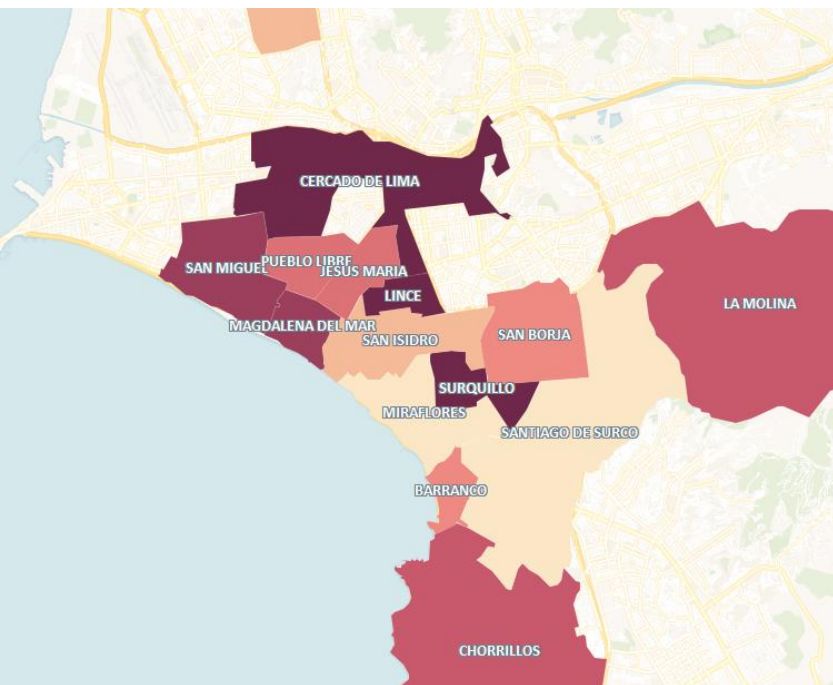 CERCADO DE LIMA
SAN MIGUEL
PUEBLO LIBRE
JESÚS MARIA
LINCE
LA MOLINA
MAGDALENA DEL MAR
SAN ISIDRO
SAN BORJA
SURQUILLO
MIRAFLORES
SANTIAGO DE SURCO
BARRANCO
CHORRILLOS